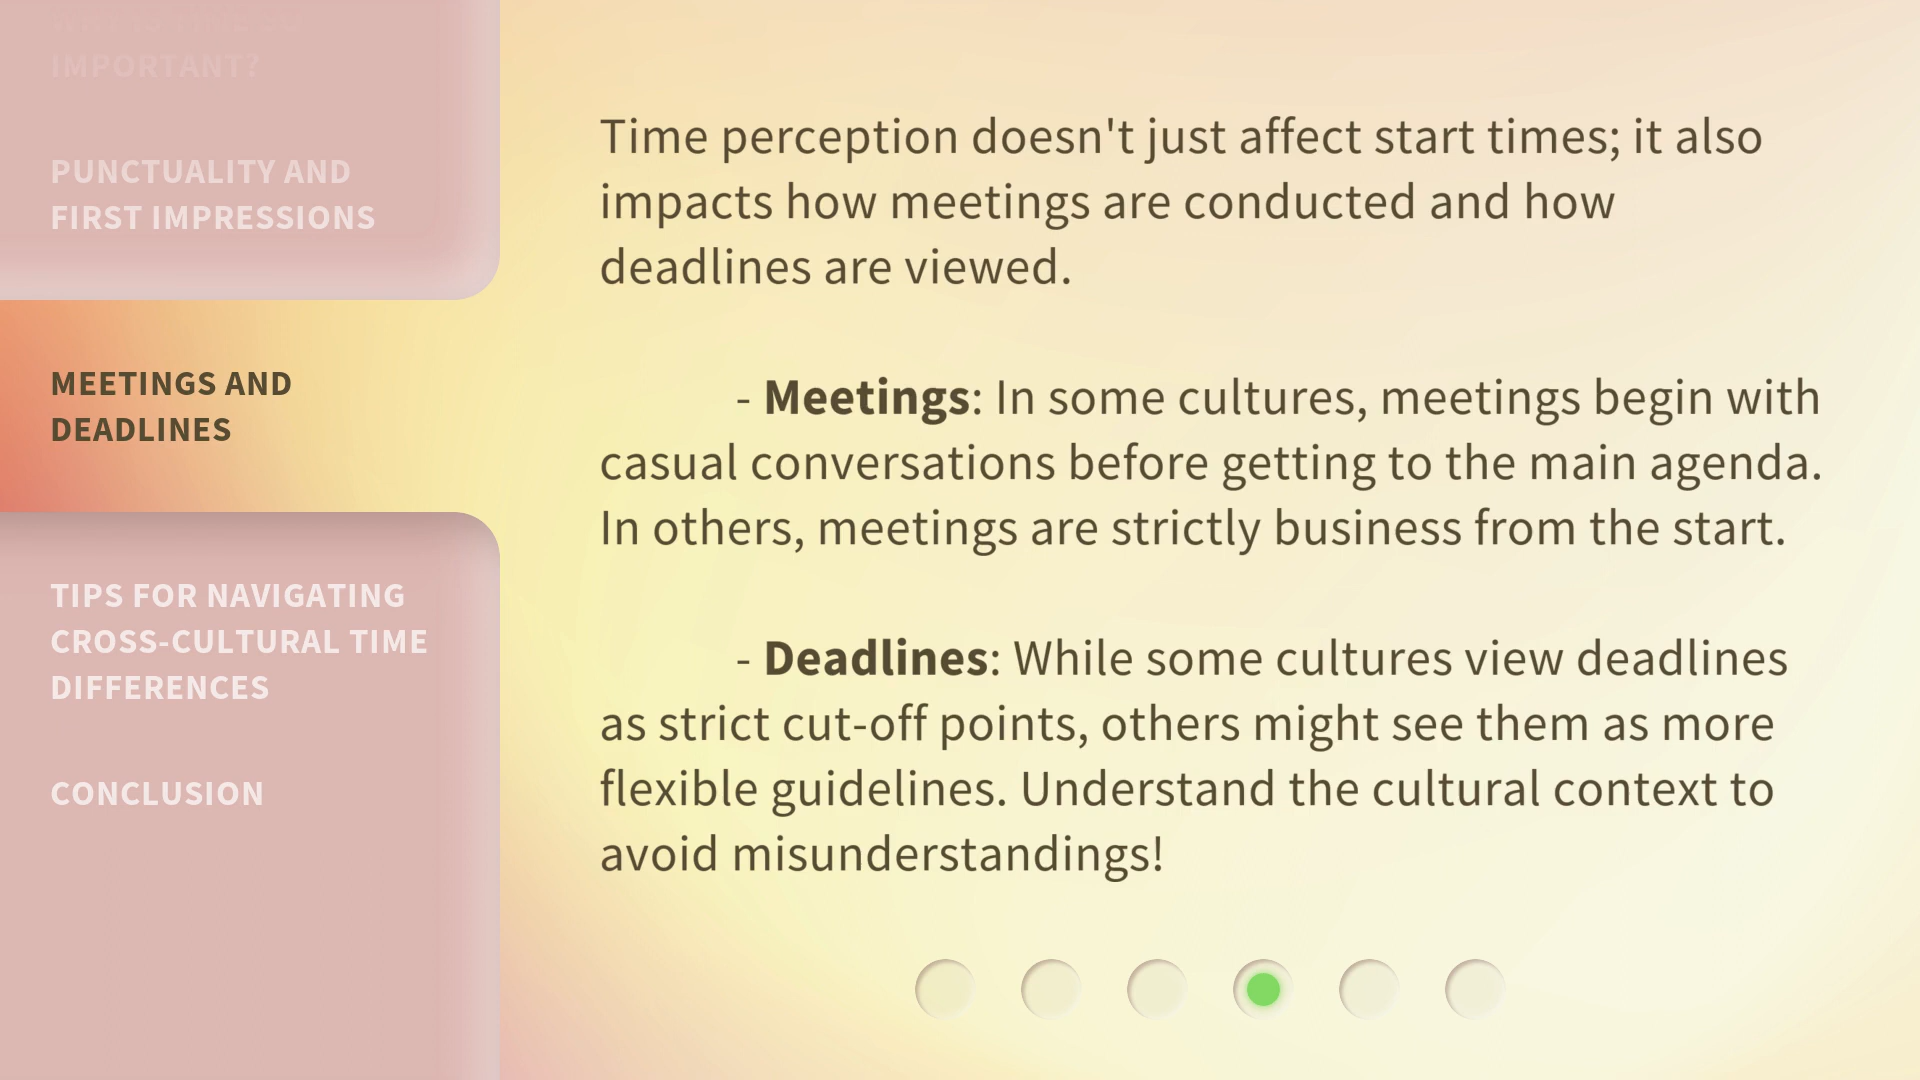 IMPORTANT?
PUNCTUALITY AND
FIRST IMPRESSIONS
MEETINGS AND
DEADLINES
TIPS FOR NAVIGATING
CROSS-CULTURAL TIME
DIFFERENCES
CONCLUSION
Time perception doesn't just affect start times; it also
impacts how meetings are conducted and how
deadlines are viewed.
- Meetings: In some cultures, meetings begin with
casual conversations before getting to the main agenda.
In others, meetings are strictly business from the start.
- Deadlines: While some cultures view deadlines
as strict cut-off points, others might see them as more
flexible guidelines. Understand the cultural context to
avoid misunderstandings!